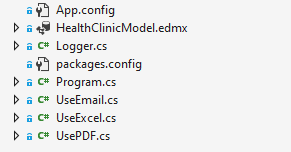 App.config
HealthClinicModel.edmx
C# Logger.cs
packages.config
C# Program.cs
C# UseEmail.cs
C# UseExcel.cs
C# UsePDF.cs